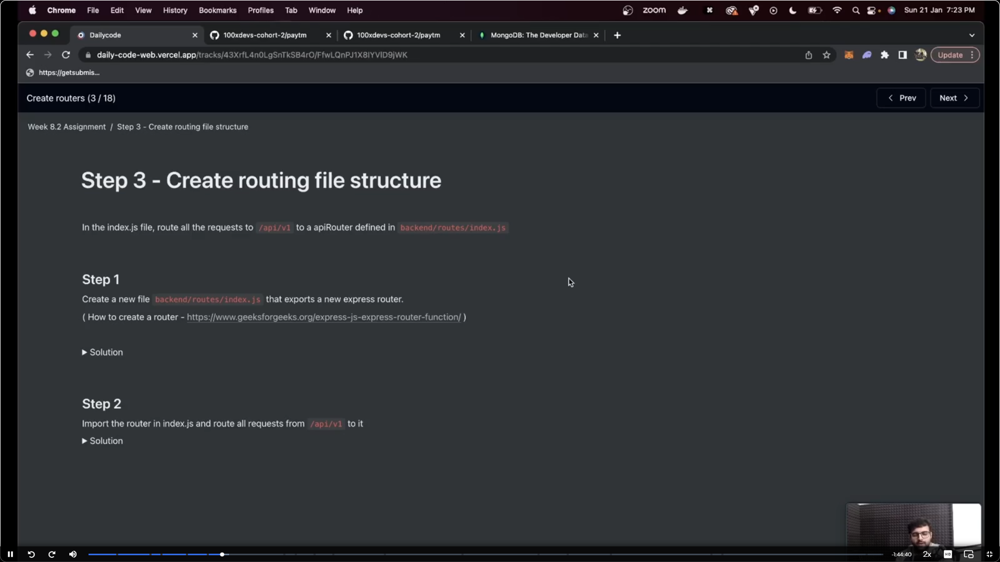 Chrome File Edit View History Bookmarks Profiles Tab Window Help zoom Sun 21 Jan 7:23 PM
Dailycode 100xdevs-cohort-2/paytm 100xdevs-cohort-2/paytm MongoDB: The Developer Data
daily-code-web.vercel.app/tracks/43XrfL4n0LgSnTkSB4rO/FfwLQnPJ1X8IYVlD9jWK Update
https://getsubmis...
Create routers (3 / 18) Prev Next
Week 8.2 Assignment / Step 3 - Create routing file structure
Step 3 - Create routing file structure
In the index.js file, route all the requests to /api/v1 to a apiRouter defined in backend/routes/index.js
Step 1
Create a new file backend/routes/index.js that exports a new express router.
( How to create a router - https://www.geeksforgeeks.org/express-js-express-router-function/ )
Solution
Step 2
Import the router in index.js and route all requests from /api/v1 to it
Solution
-1:44:40 2x HD